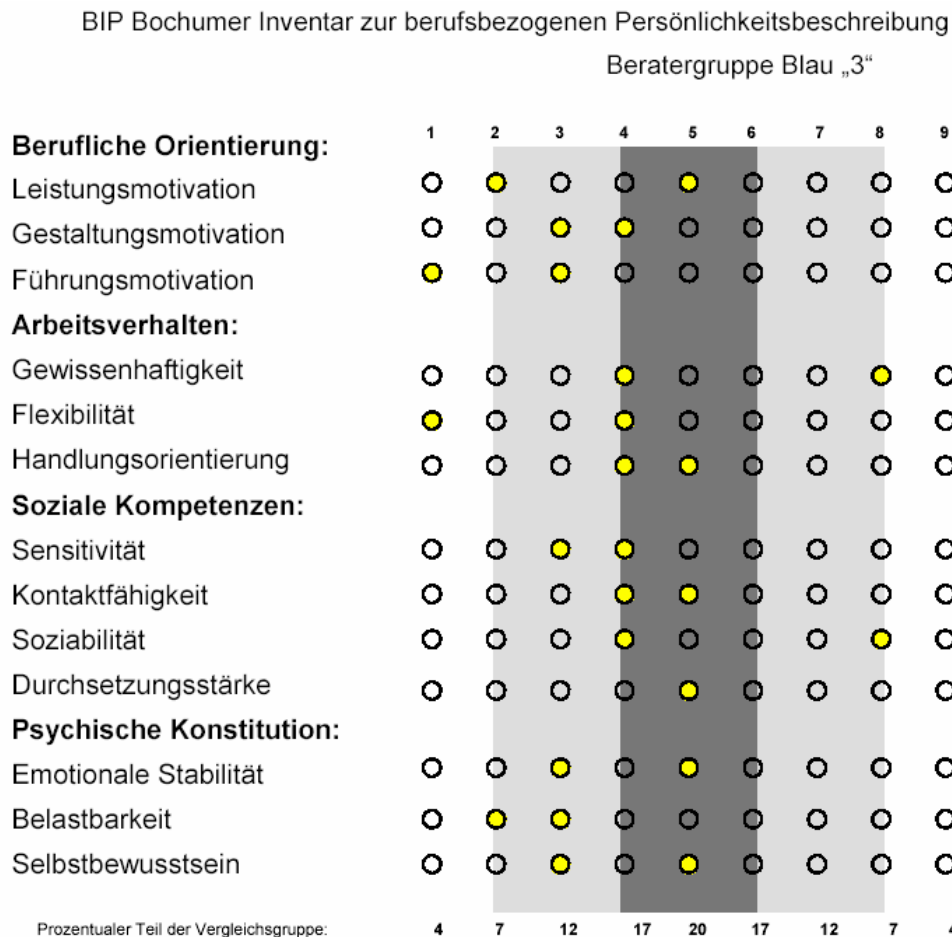 BIP Bochumer Inventar zur berufsbezogenen Persönlichkeitsbeschreibung
Beratergruppe Blau „3“
1 2 3 4 5 6 7 8 9
Berufliche Orientierung:
Leistungsmotivation
Gestaltungsmotivation
Führungsmotivation
Arbeitsverhalten:
Gewissenhaftigkeit
Flexibilität
Handlungsorientierung
Soziale Kompetenzen:
Sensitivität
Kontaktfähigkeit
Soziabilität
Durchsetzungsstärke
Psychische Konstitution:
Emotionale Stabilität
Belastbarkeit
Selbstbewusstsein
Prozentualer Teil der Vergleichsgruppe: 4 7 12 17 20 17 12 7